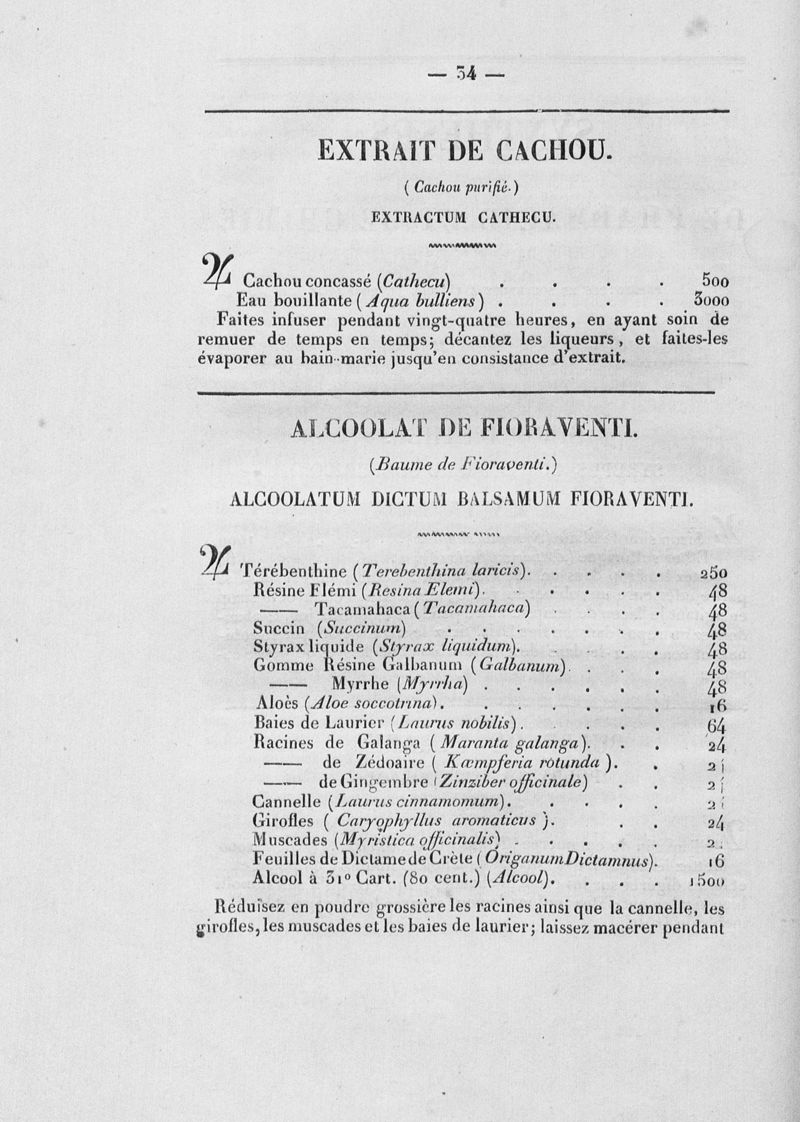 — 34 —
EXTRAIT DE CACHOU.
( Cachou purifié. )
EXTRACTUM CATHECU.
♃ Cachou concassé (Cathecu) . . . . 500
Eau bouillante ( Aqua bulliens ) . . . . 3000
Faites infuser pendant vingt-quatre heures, en ayant soin de
remuer de temps en temps; décantez les liqueurs, et faites-les
évaporer au bain-marie jusqu'en consistance d'extrait.
ALCOOLAT DE FIORAVENTI.
(Baume de Fioraventi.)
ALCOOLATUM DICTUM BALSAMUM FIORAVENTI.
♃ Térébenthine ( Terebenthina laricis). . . . . 250
Résine Elémi (Resina Elemi). . . . . . 48
—— Tacamahaca ( Tacamahaca) . . . . 48
Succin (Succinum) . . . . . . . 48
Styrax liquide (Styrax liquidum). . . . . 48
Gomme Résine Galbanum (Galbanum). . . . 48
—— Myrrhe (Myrrha) . . . . . . 48
Aloès (Aloe soccotrina). . . . . . . 16
Baies de Laurier (Laurus nobilis). . . . . 64
Racines de Galanga ( Maranta galanga). . . 24
—— de Zédoaire ( Kæmpferia rotunda ). . 2
—— de Gingembre (Zinziber officinale) . . 2
Cannelle (Laurus cinnamomum). . . . . 2
Girofles ( Caryophyllus aromaticus ). . . 24
Muscades (Myristica officinalis) . . . . . 2
Feuilles de Dictame de Crète ( Origanum Dictamnus). 16
Alcool à 31° Cart. (80 cent.) (Alcool). . . . 1500
Réduisez en poudre grossière les racines ainsi que la cannelle, les
girofles, les muscades et les baies de laurier; laissez macérer pendant